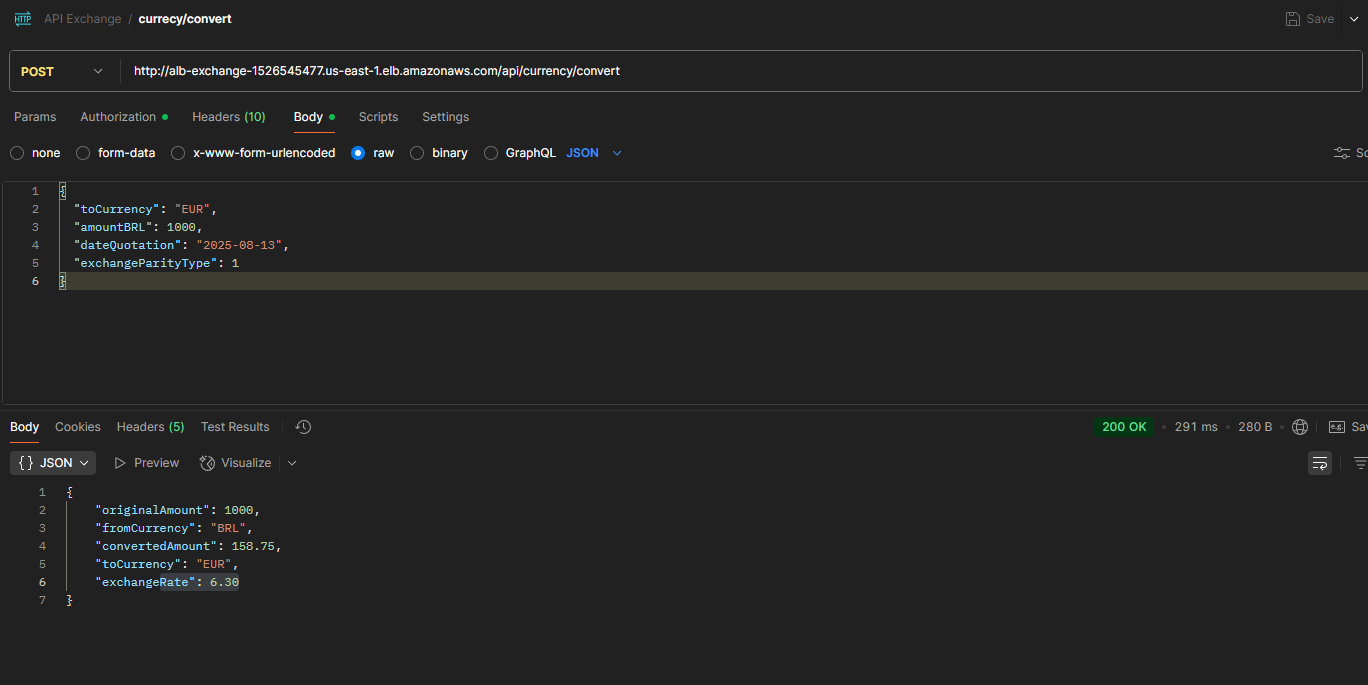 HTTP API Exchange / currecy/convert Save
POST http://alb-exchange-1526545477.us-east-1.elb.amazonaws.com/api/currency/convert
Params Authorization Headers (10) Body Scripts Settings
none form-data x-www-form-urlencoded raw binary GraphQL JSON Sc
1 {
2 "toCurrency": "EUR",
3 "amountBRL": 1000,
4 "dateQuotation": "2025-08-13",
5 "exchangeParityType": 1
6 }
Body Cookies Headers (5) Test Results 200 OK • 291 ms • 280 B • e.g. Sav
{} JSON Preview Visualize
1 {
2 "originalAmount": 1000,
3 "fromCurrency": "BRL",
4 "convertedAmount": 158.75,
5 "toCurrency": "EUR",
6 "exchangeRate": 6.30
7 }